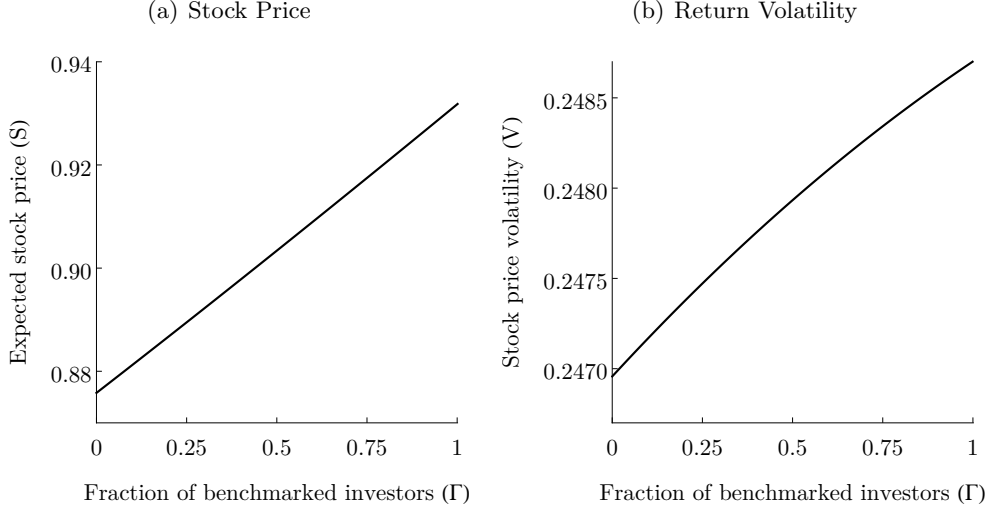 (a) Stock Price
Expected stock price (S)
0.94
0.92
0.90
0.88
0 0.25 0.5 0.75 1
Fraction of benchmarked investors (Γ)
(b) Return Volatility
Stock price volatility (V)
0.2485
0.2480
0.2475
0.2470
0 0.25 0.5 0.75 1
Fraction of benchmarked investors (Γ)